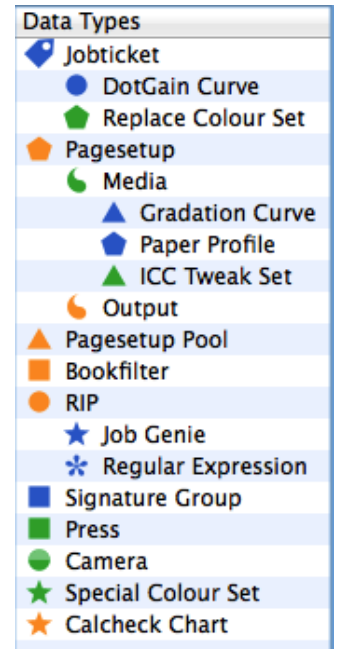 Data Types
Jobticket
DotGain Curve
Replace Colour Set
Pagesetup
Media
Gradation Curve
Paper Profile
ICC Tweak Set
Output
Pagesetup Pool
Bookfilter
RIP
Job Genie
Regular Expression
Signature Group
Press
Camera
Special Colour Set
Calcheck Chart